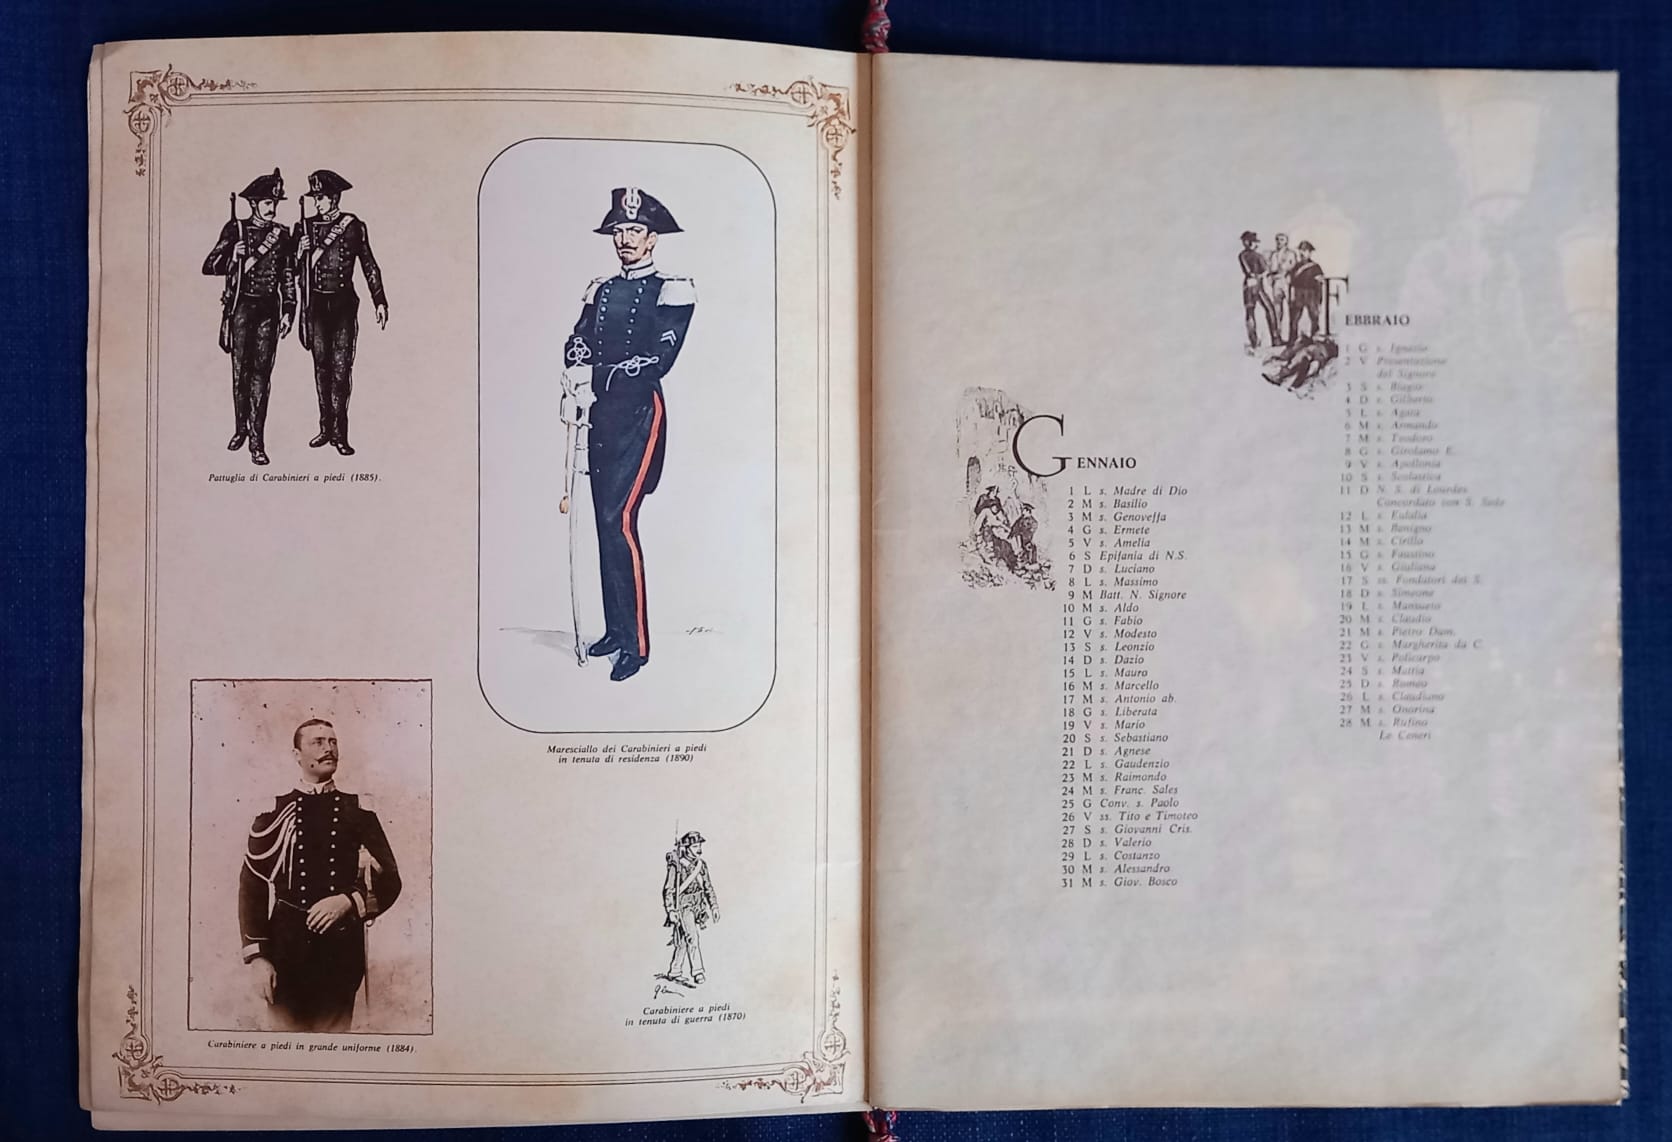 Pattuglia di Carabinieri a piedi (1885).
Maresciallo dei Carabinieri a piedi
in tenuta di residenza (1890)
Carabiniere a piedi in grande uniforme (1884).
Carabiniere a piedi
in tenuta di guerra (1870)
GENNAIO
1 L s. Madre di Dio
2 M s. Basilio
3 M s. Genoveffa
4 G s. Ermete
5 V s. Amelia
6 S Epifania di N.S.
7 D s. Luciano
8 L s. Massimo
9 M Batt. N. Signore
10 M s. Aldo
11 G s. Fabio
12 V s. Modesto
13 S s. Leonzio
14 D s. Dazio
15 L s. Mauro
16 M s. Marcello
17 M s. Antonio ab.
18 G s. Liberata
19 V s. Mario
20 S s. Sebastiano
21 D s. Agnese
22 L s. Gaudenzio
23 M s. Raimondo
24 M s. Franc. Sales
25 G Conv. s. Paolo
26 V ss. Tito e Timoteo
27 S s. Giovanni Cris.
28 D s. Valerio
29 L s. Costanzo
30 M s. Alessandro
31 M s. Giov. Bosco
FEBBRAIO
1 G s. Ignazio
2 V Presentazione
del Signore
3 S s. Biagio
4 D s. Gilberto
5 L s. Agata
6 M s. Armando
7 M s. Teodoro
8 G s. Girolamo E.
9 V s. Apollonia
10 S s. Scolastica
11 D N. S. di Lourdes
Concordato con S. Sede
12 L s. Eulalia
13 M s. Benigno
14 M s. Cirillo
15 G s. Faustino
16 V s. Giuliana
17 S ss. Fondatori dei S.
18 D s. Simeone
19 L s. Mansueto
20 M s. Claudio
21 M s. Pietro Dam.
22 G s. Margherita da C.
23 V s. Policarpo
24 S s. Mattia
25 D s. Romeo
26 L s. Claudiano
27 M s. Onorina
28 M s. Rufino
Le Ceneri